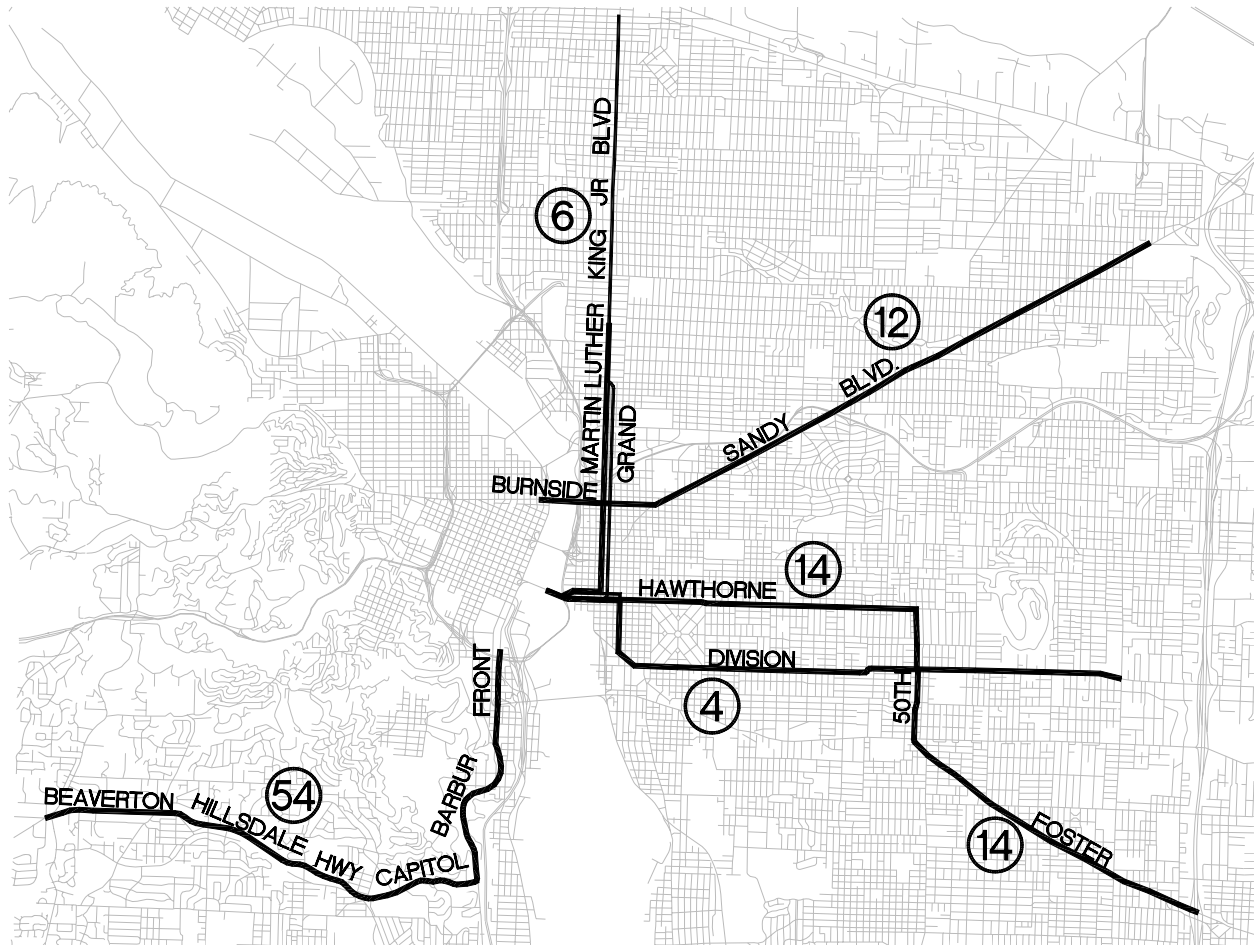 NE MARTIN LUTHER KING JR BLVD
6
12
SANDY BLVD.
GRAND
BURNSIDE
14
HAWTHORNE
DIVISION
4
50TH
FRONT
BARBUR
54
BEAVERTON HILLSDALE HWY CAPITOL
14
FOSTER